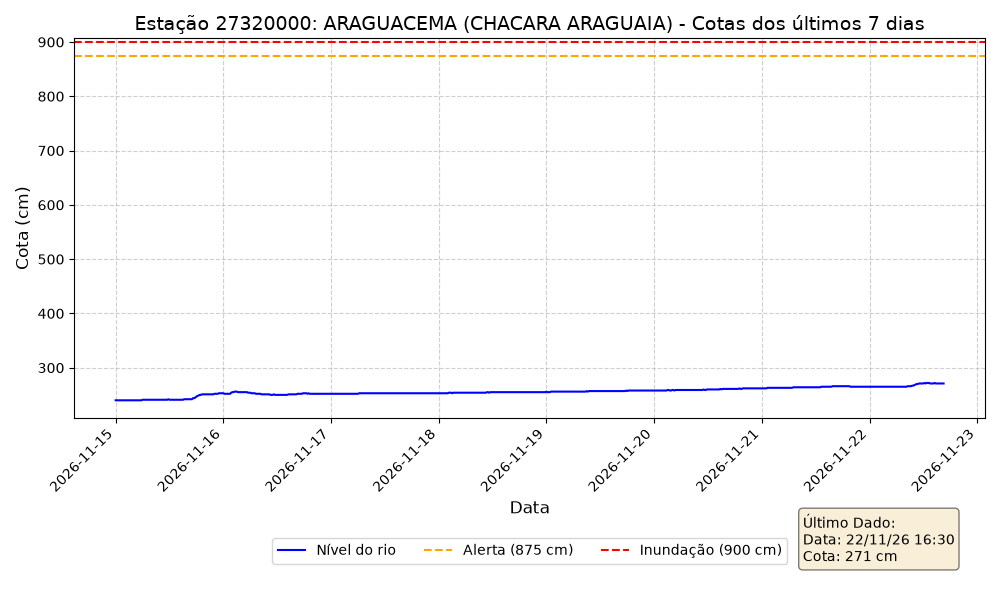 Estação 27320000: ARAGUACEMA (CHACARA ARAGUAIA) - Cotas dos últimos 7 dias
900
800
700
600
500
400
300
Cota (cm)
2026-11-15
2026-11-16
2026-11-17
2026-11-18
2026-11-19
2026-11-20
2026-11-21
2026-11-22
2026-11-23
Data
Nível do rio
Alerta (875 cm)
Inundação (900 cm)
Último Dado:
Data: 22/11/26 16:30
Cota: 271 cm